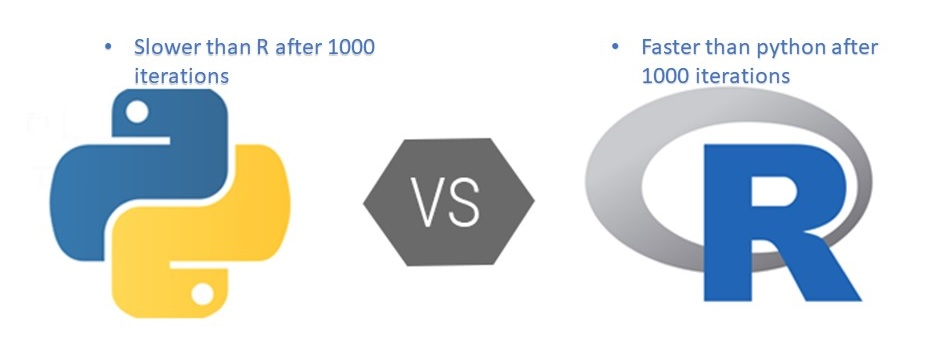 • Slower than R after 1000
iterations
• Faster than python after
1000 iterations
VS
R